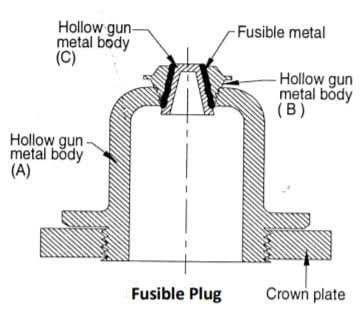 Hollow gun
metal body
(C)
Fusible metal
Hollow gun
metal body
( B )
Hollow gun
metal body
(A)
Fusible Plug
Crown plate